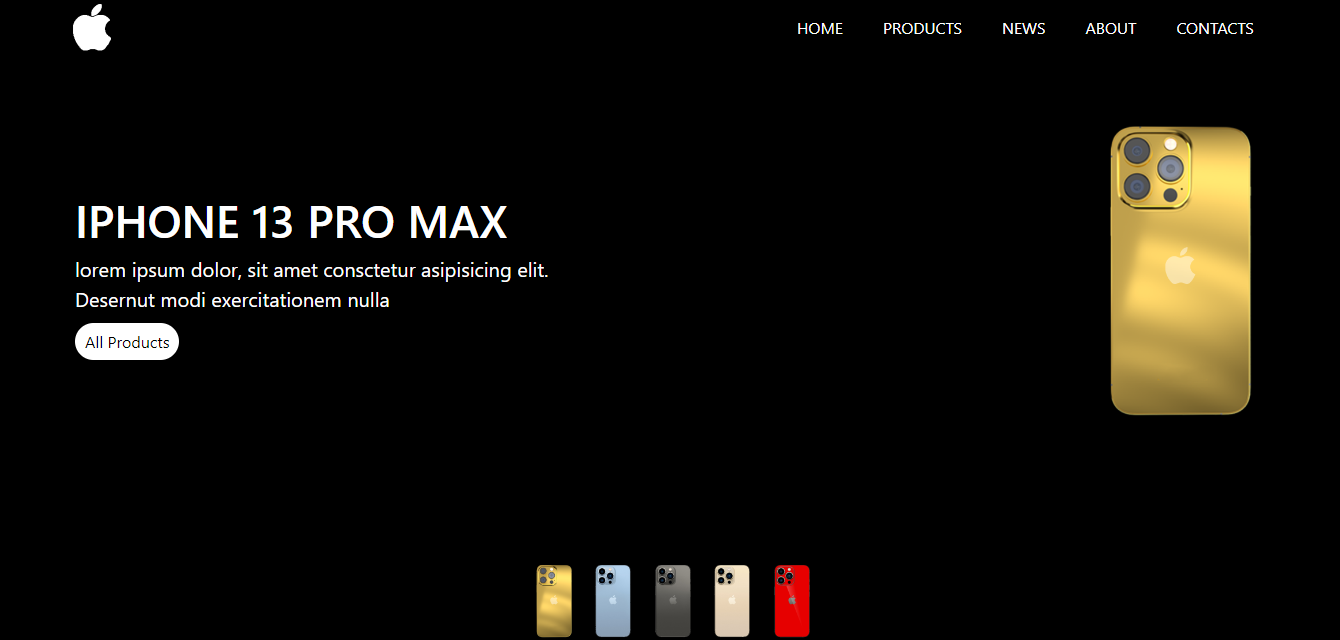 HOME PRODUCTS NEWS ABOUT CONTACTS
IPHONE 13 PRO MAX
lorem ipsum dolor, sit amet consctetur asipisicing elit.
Desernut modi exercitationem nulla
All Products